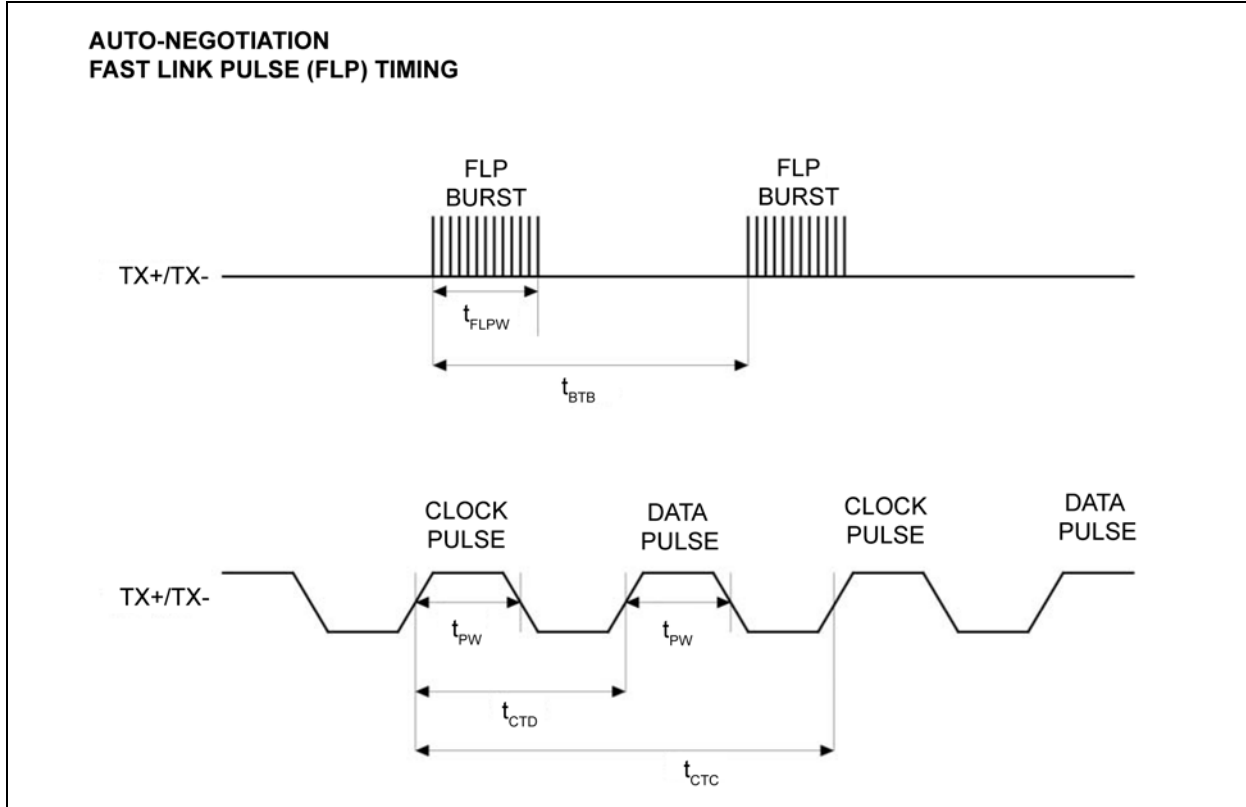 AUTO-NEGOTIATION
FAST LINK PULSE (FLP) TIMING
FLP
BURST
FLP
BURST
TX+/TX-
tFLPW
tBTB
CLOCK
PULSE
DATA
PULSE
CLOCK
PULSE
DATA
PULSE
TX+/TX-
tPW
tPW
tCTD
tCTC